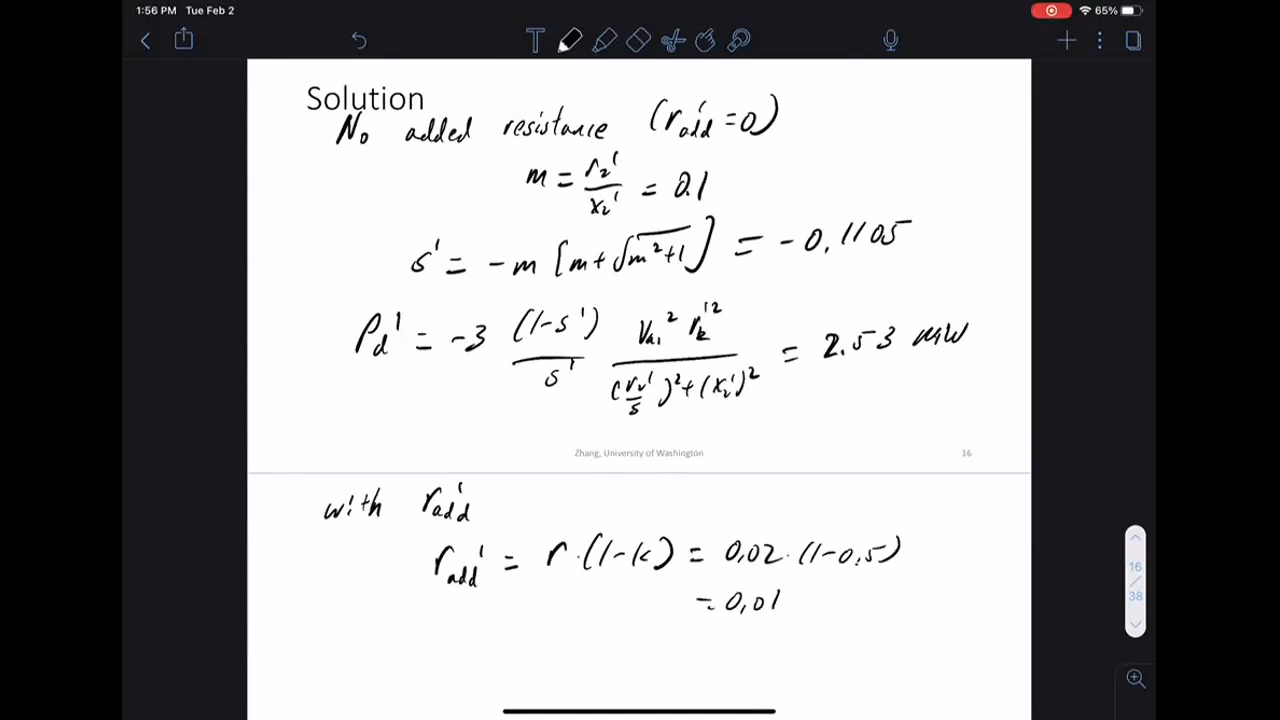 1:56 PM Tue Feb 2 65%
Solution
No added resistance (r'add = 0)
m = r2' / x2' = 0.1
s' = -m [m + √(m²+1)] = -0.1105
Pd' = -3 (1-s') / s' Va1² r2'² / ((r2'/s)² + (x2')²) = 2.53 MW
Zhang, University of Washington 16
with r'add
radd' = r · (1-k) = 0.02 · (1-0.5)
= 0.01
16
/
38